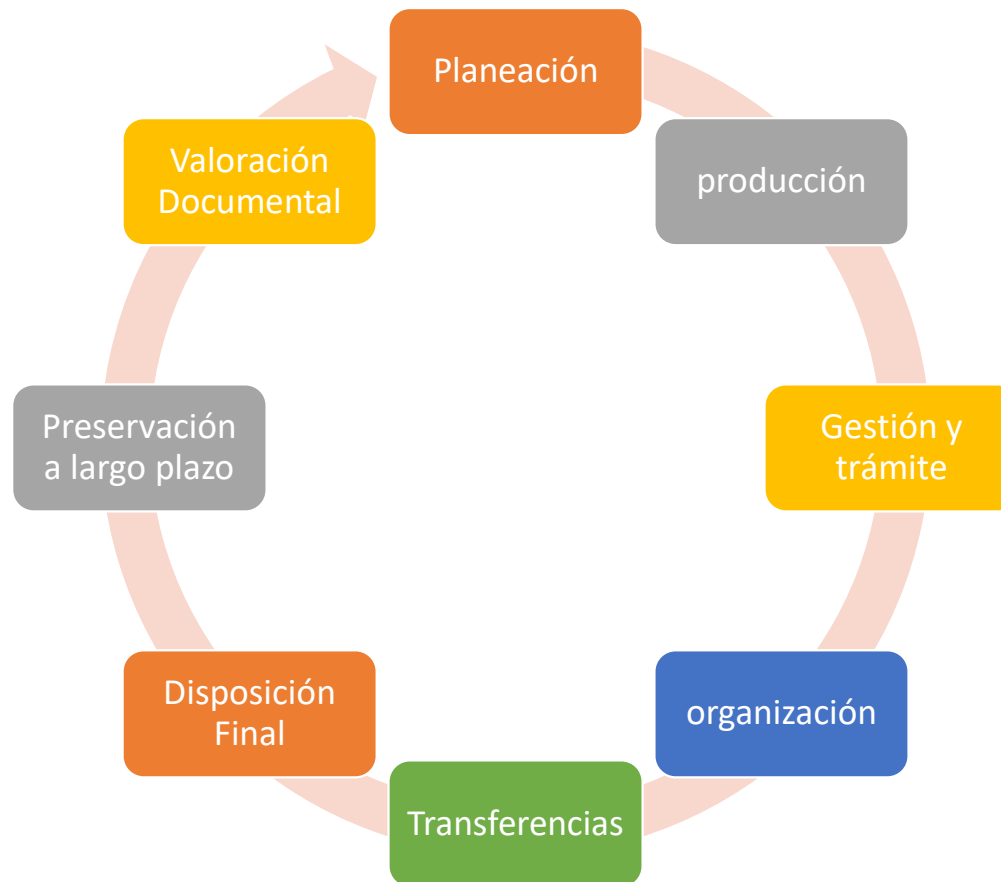 Planeación
producción
Gestión y
trámite
organización
Transferencias
Disposición
Final
Preservación
a largo plazo
Valoración
Documental